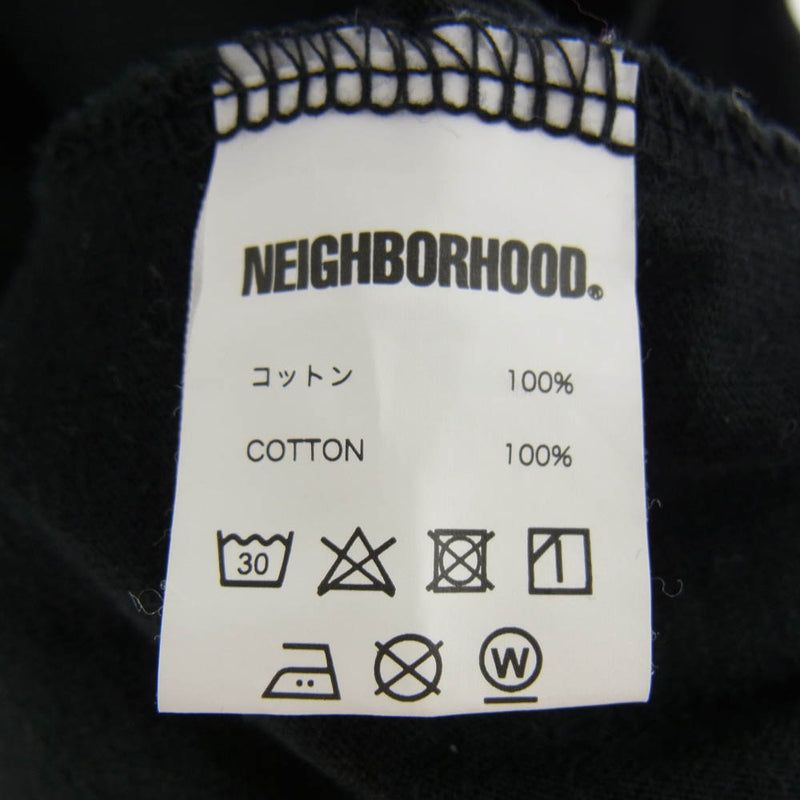 NEIGHBORHOOD®
コットン 100%
COTTON 100%
30
W